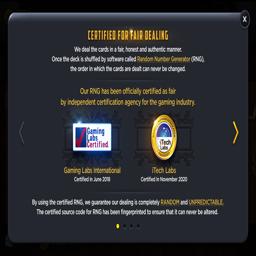 CERTIFIED FOR FAIR DEALING
We deal the cards in a fair, honest and authentic manner.
Once the deck is shuffled by software called Random Number Generator (RNG),
the order in which the cards are dealt can never be changed.
Our RNG has been officially certified as fair
by independent certification agency for the gaming industry.
Gaming
Labs
Certified
iTech
Labs
Gaming Labs International
Certified in June 2018
iTech Labs
Certified in November 2020
By using the certified RNG, we guarantee our dealing is completely RANDOM and UNPREDICTABLE.
The certified source code for RNG has been fingerprinted to ensure that it can never be altered.